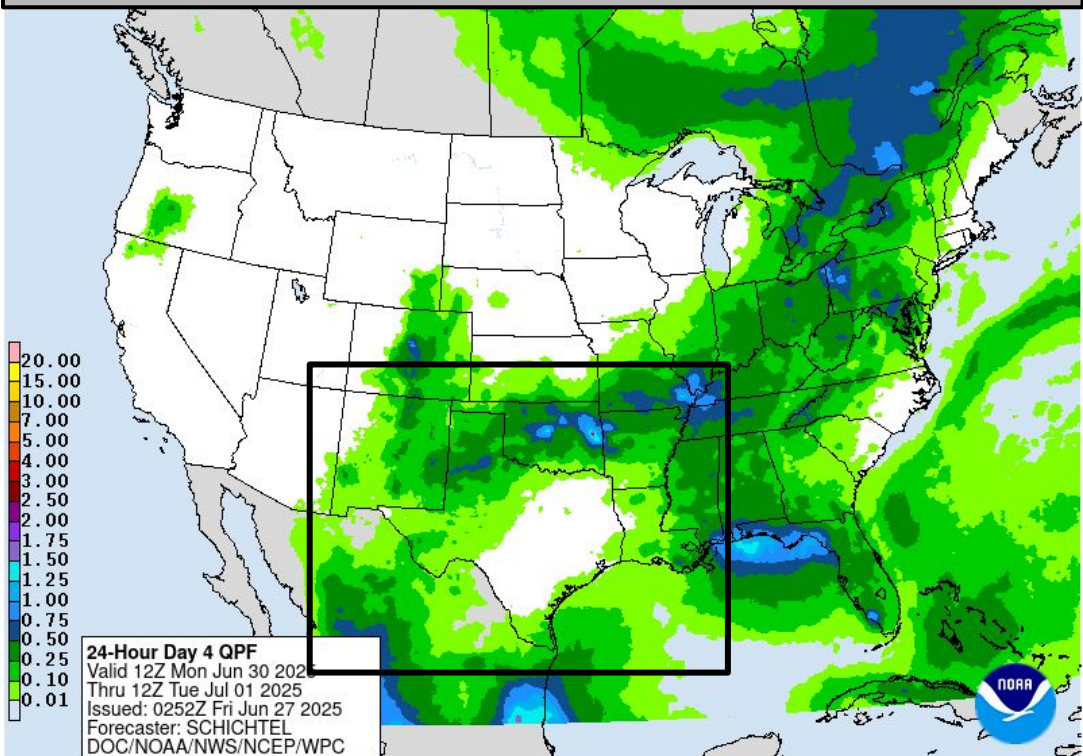 20.00
15.00
10.00
7.00
5.00
4.00
3.00
2.50
2.00
1.75
1.50
1.25
1.00
0.75
0.50
0.25
0.10
0.01
24-Hour Day 4 QPF
Valid 12Z Mon Jun 30 2025
Thru 12Z Tue Jul 01 2025
Issued: 0252Z Fri Jun 27 2025
Forecaster: SCHICHTEL
DOC/NOAA/NWS/NCEP/WPC
NOAA